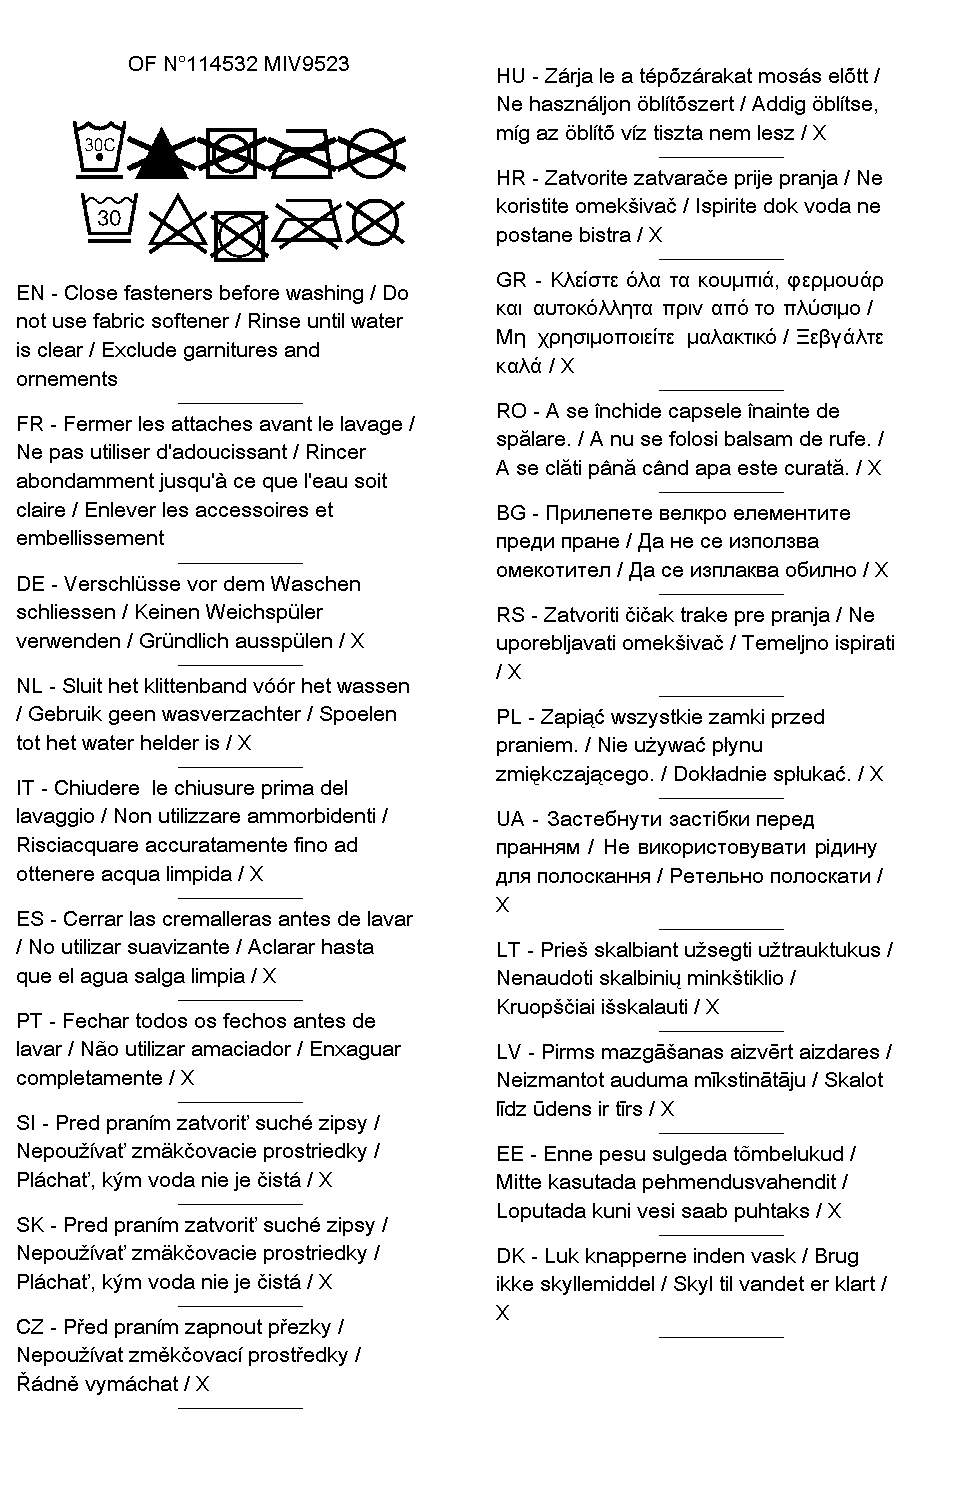 OF N°114532 MIV9523
30C
30
EN - Close fasteners before washing / Do
not use fabric softener / Rinse until water
is clear / Exclude garnitures and
ornements
FR - Fermer les attaches avant le lavage /
Ne pas utiliser d'adoucissant / Rincer
abondamment jusqu'à ce que l'eau soit
claire / Enlever les accessoires et
embellissement
DE - Verschlüsse vor dem Waschen
schliessen / Keinen Weichspüler
verwenden / Gründlich ausspülen / X
NL - Sluit het klittenband vóór het wassen
/ Gebruik geen wasverzachter / Spoelen
tot het water helder is / X
IT - Chiudere  le chiusure prima del
lavaggio / Non utilizzare ammorbidenti /
Risciacquare accuratamente fino ad
ottenere acqua limpida / X
ES - Cerrar las cremalleras antes de lavar
/ No utilizar suavizante / Aclarar hasta
que el agua salga limpia / X
PT - Fechar todos os fechos antes de
lavar / Não utilizar amaciador / Enxaguar
completamente / X
SI - Pred praním zatvoriť suché zipsy /
Nepoužívať zmäkčovacie prostriedky /
Pláchať, kým voda nie je čistá / X
SK - Pred praním zatvoriť suché zipsy /
Nepoužívať zmäkčovacie prostriedky /
Pláchať, kým voda nie je čistá / X
CZ - Před praním zapnout přezky /
Nepoužívat změkčovací prostředky /
Řádně vymáchat / X
HU - Zárja le a tépőzárakat mosás előtt /
Ne használjon öblítőszert / Addig öblítse,
míg az öblítő víz tiszta nem lesz / X
HR - Zatvorite zatvarače prije pranja / Ne
koristite omekšivač / Ispirite dok voda ne
postane bistra / X
GR - Κλείστε όλα τα κουμπιά, φερμουάρ
και αυτοκόλλητα πριν από το πλύσιμο /
Μη χρησιμοποιείτε μαλακτικό / Ξεβγάλτε
καλά / X
RO - A se închide capsele înainte de
spălare. / A nu se folosi balsam de rufe. /
A se clăti până când apa este curată. / X
BG - Прилепете велкро елементите
преди пране / Да не се използва
омекотител / Да се изплаква обилно / X
RS - Zatvoriti čičak trake pre pranja / Ne
uporebljavati omekšivač / Temeljno ispirati
/ X
PL - Zapiąć wszystkie zamki przed
praniem. / Nie używać płynu
zmiękczającego. / Dokładnie spłukać. / X
UA - Застебнути застібки перед
пранням / Не використовувати рідину
для полоскання / Ретельно полоскати /
X
LT - Prieš skalbiant užsegti užtrauktukus /
Nenaudoti skalbinių minkštiklio /
Kruopščiai išskalauti / X
LV - Pirms mazgāšanas aizvērt aizdares /
Neizmantot auduma mīkstinātāju / Skalot
līdz ūdens ir tīrs / X
EE - Enne pesu sulgeda tõmbelukud /
Mitte kasutada pehmendusvahendit /
Loputada kuni vesi saab puhtaks / X
DK - Luk knapperne inden vask / Brug
ikke skyllemiddel / Skyl til vandet er klart /
X